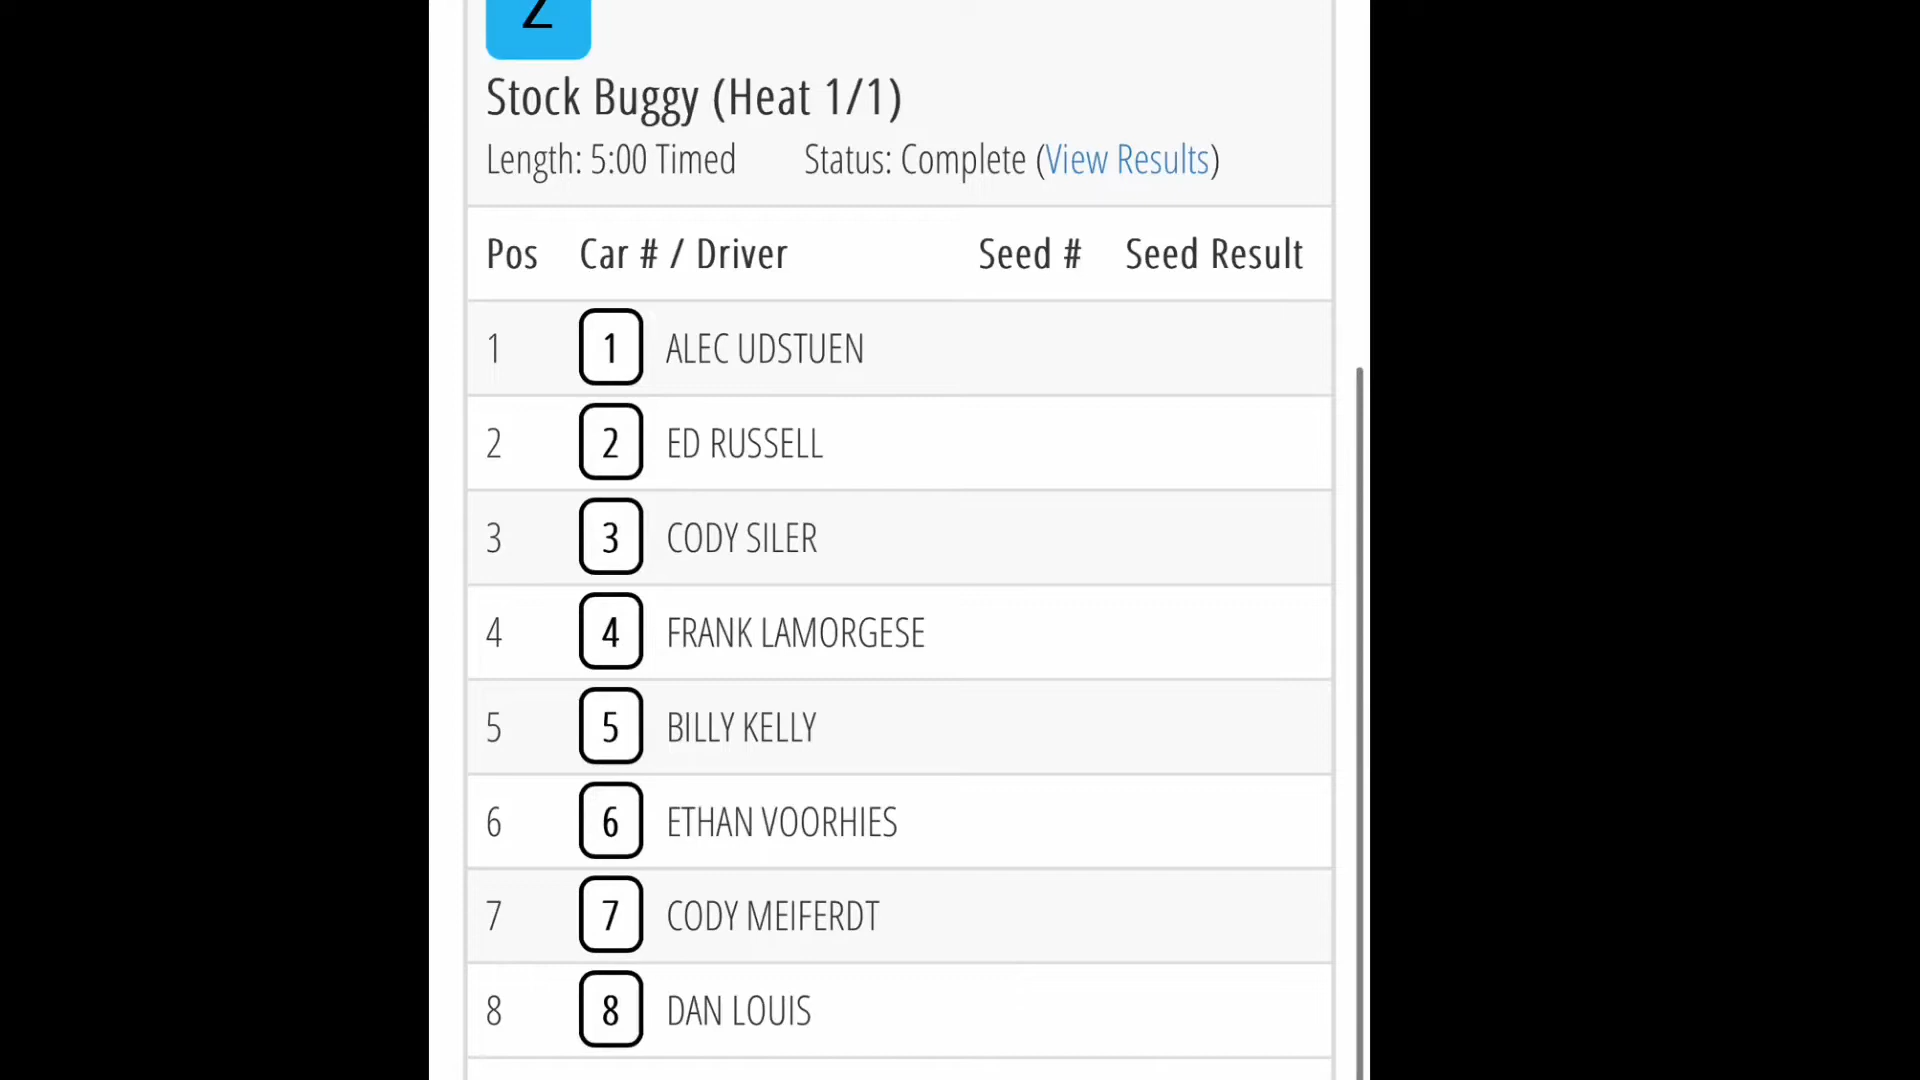 2
Stock Buggy (Heat 1/1)
Length: 5:00 Timed Status: Complete (View Results)
Pos Car # / Driver Seed # Seed Result
1 1 ALEC UDSTUEN
2 2 ED RUSSELL
3 3 CODY SILER
4 4 FRANK LAMORGESE
5 5 BILLY KELLY
6 6 ETHAN VOORHIES
7 7 CODY MEIFERDT
8 8 DAN LOUIS